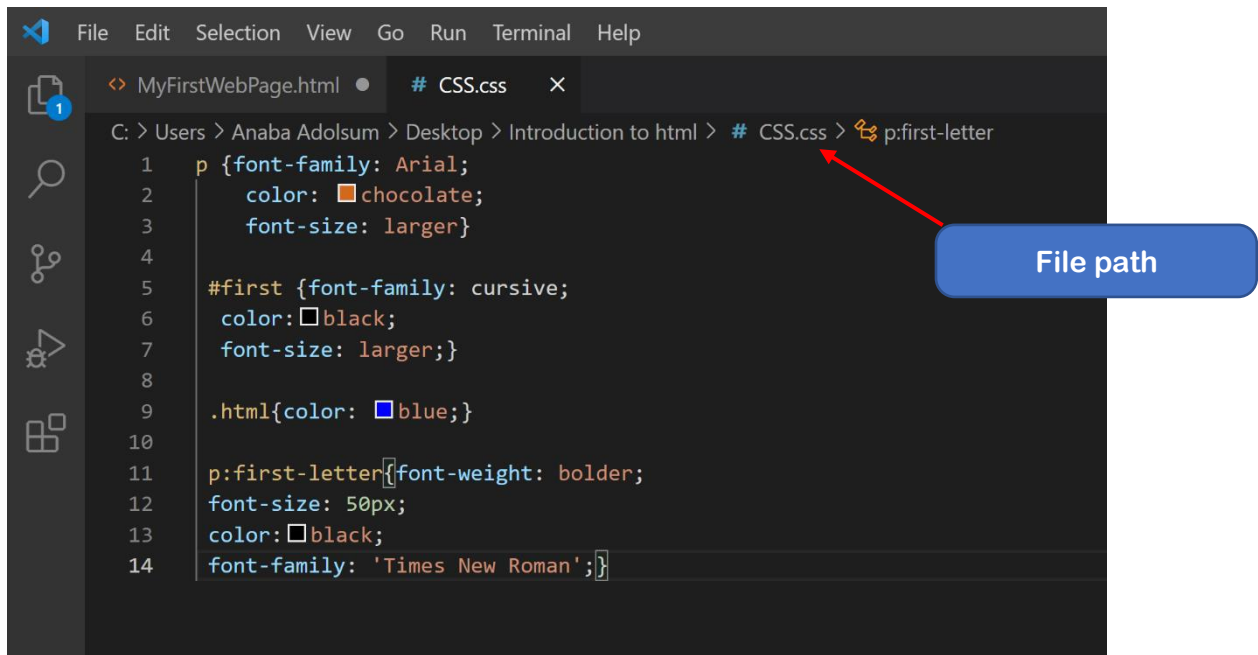 File Edit Selection View Go Run Terminal Help
<> MyFirstWebPage.html ● # CSS.css ×
1
C: > Users > Anaba Adolsum > Desktop > Introduction to html > # CSS.css > p:first-letter
1 p {font-family: Arial;
2 color: chocolate;
3 font-size: larger}
4
5 #first {font-family: cursive;
6 color: black;
7 font-size: larger;}
8
9 .html{color: blue;}
10
11 p:first-letter{font-weight: bolder;
12 font-size: 50px;
13 color: black;
14 font-family: 'Times New Roman';}
File path